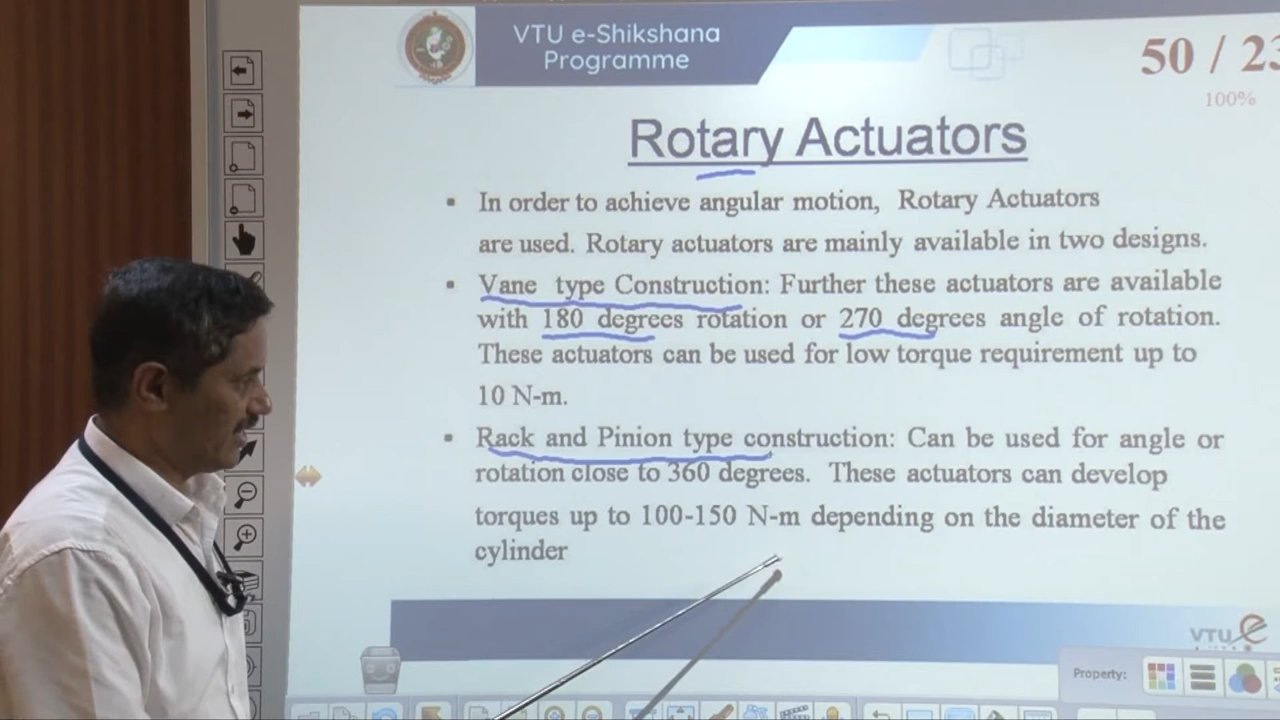 VTU e-Shikshana
Programme
50 / 23
100%
Rotary Actuators
▪ In order to achieve angular motion, Rotary Actuators
are used. Rotary actuators are mainly available in two designs.
▪ Vane type Construction: Further these actuators are available
with 180 degrees rotation or 270 degrees angle of rotation.
These actuators can be used for low torque requirement up to
10 N-m.
▪ Rack and Pinion type construction: Can be used for angle or
rotation close to 360 degrees. These actuators can develop
torques up to 100-150 N-m depending on the diameter of the
cylinder
VTU e
Property: